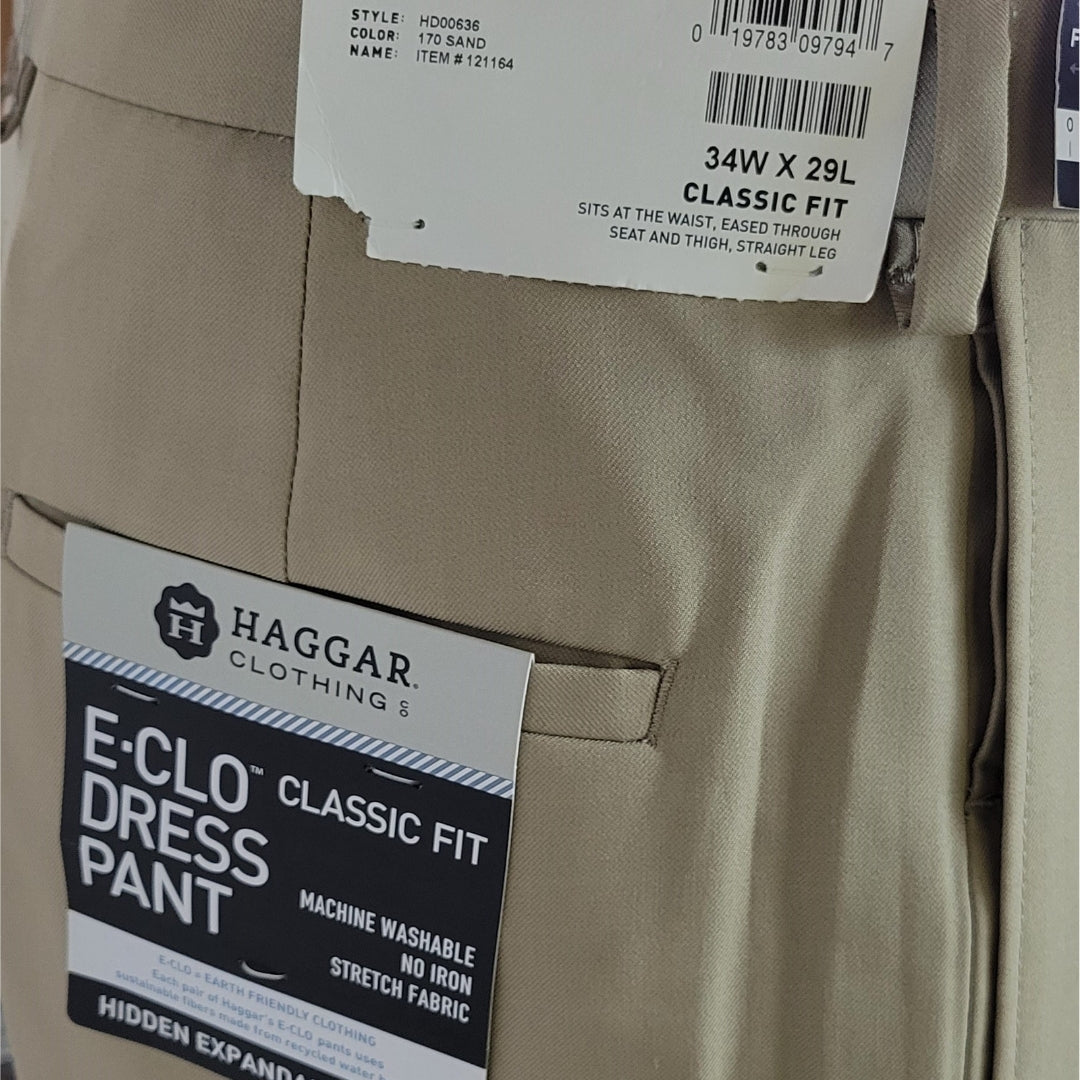 STYLE: HD00636
COLOR: 170 SAND
NAME: ITEM # 121164
0 19783 09794 7
34W X 29L
CLASSIC FIT
SITS AT THE WAIST, EASED THROUGH
SEAT AND THIGH, STRAIGHT LEG
H
HAGGAR.
CLOTHING CO
E·CLO™
DRESS
PANT
CLASSIC FIT
MACHINE WASHABLE
NO IRON
STRETCH FABRIC
E-CLO = EARTH FRIENDLY CLOTHING
Each pair of Haggar's E-CLO pants uses
sustainable fibers made from recycled water
HIDDEN